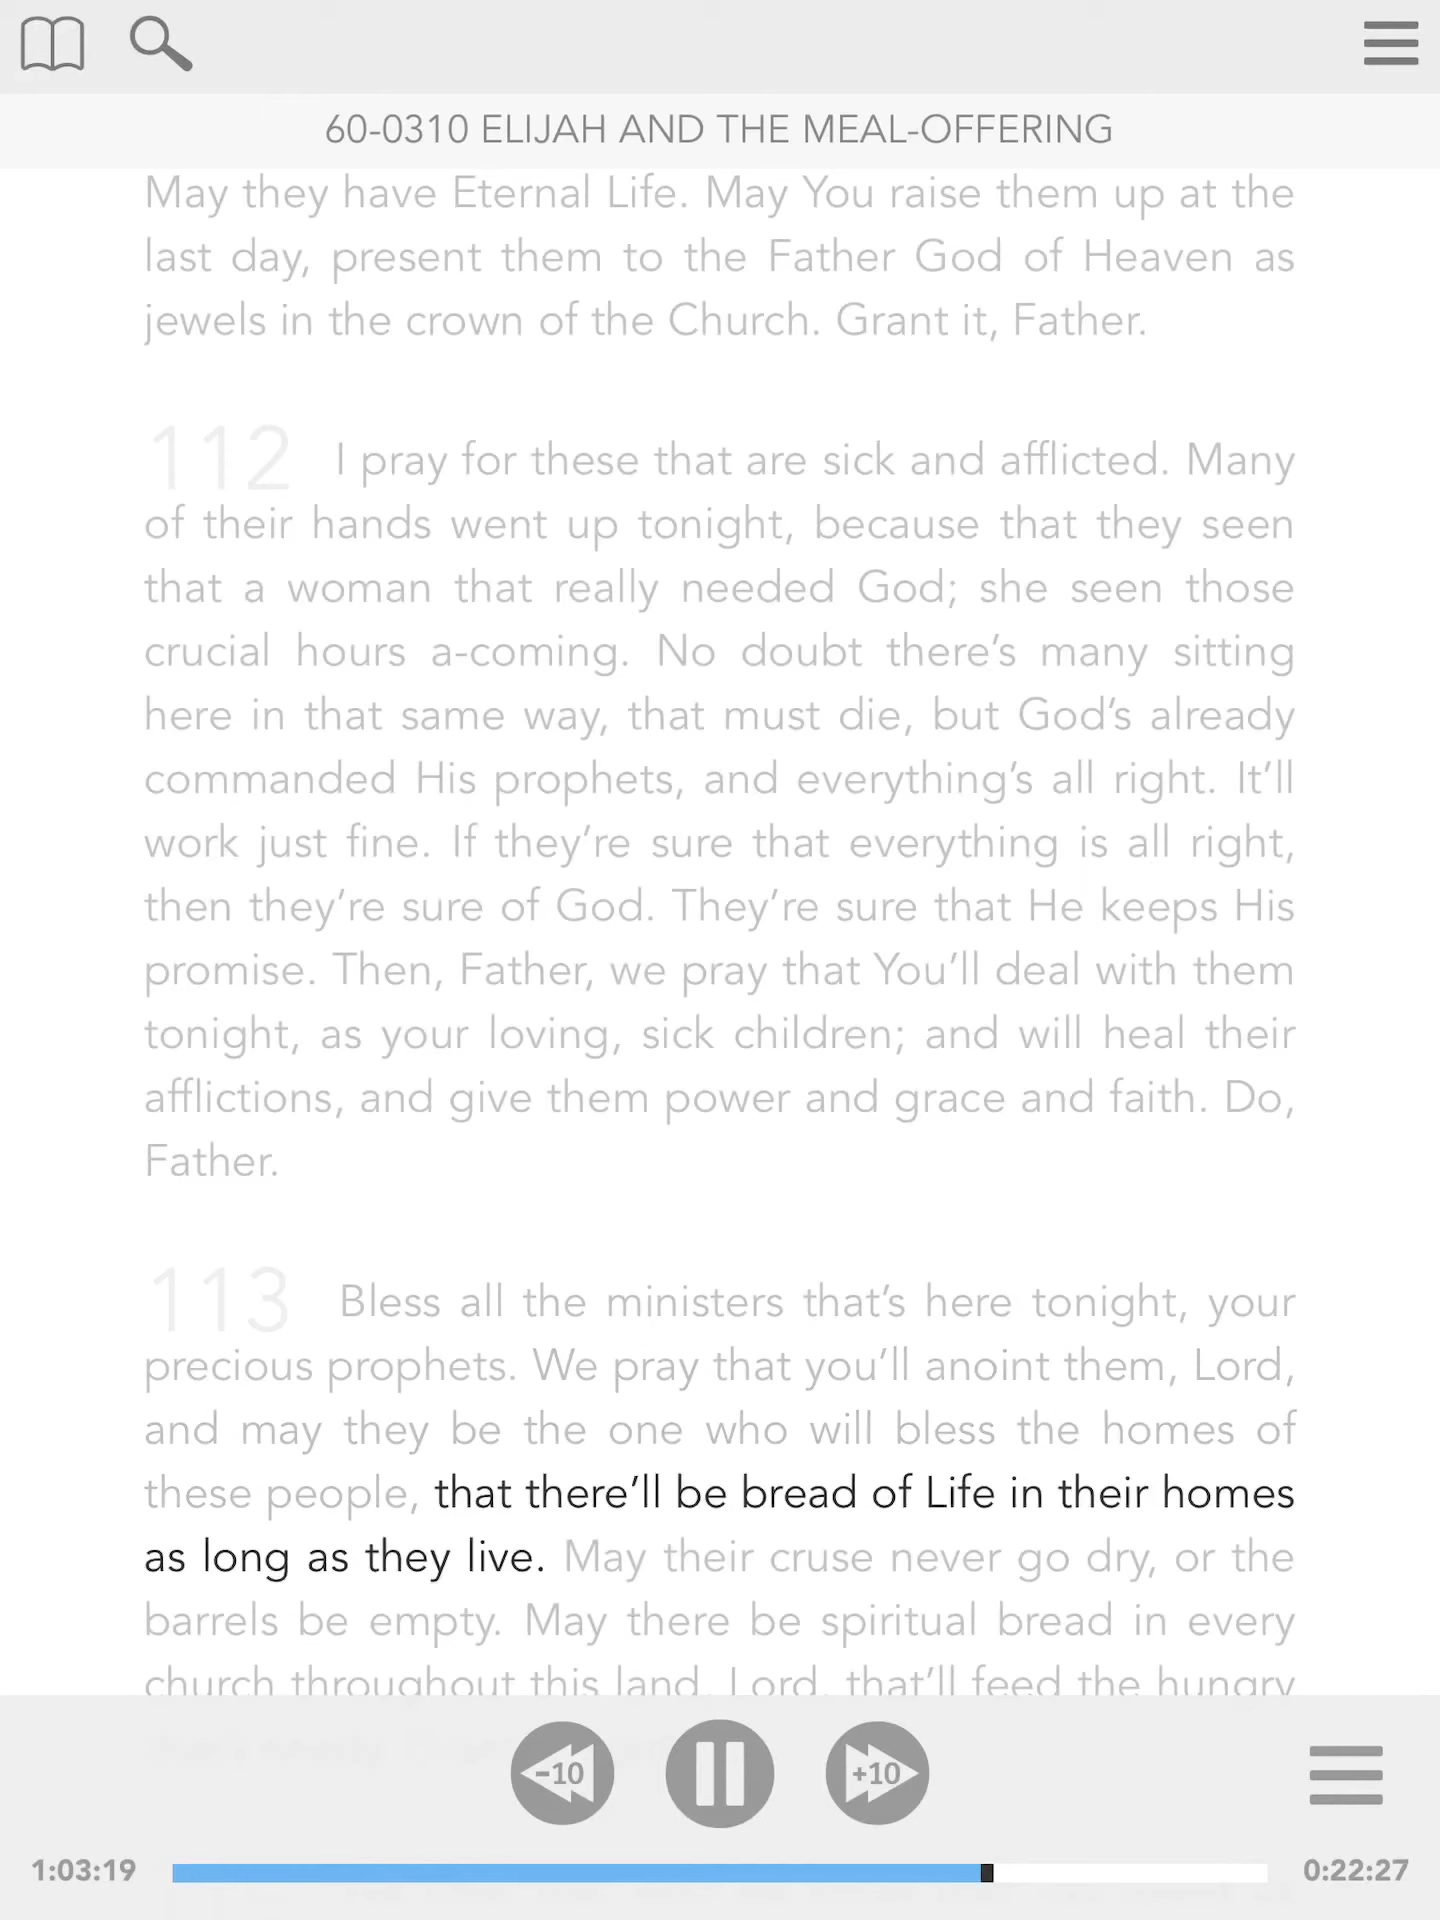 60-0310 ELIJAH AND THE MEAL-OFFERING
May they have Eternal Life. May You raise them up at the
last day, present them to the Father God of Heaven as
jewels in the crown of the Church. Grant it, Father.
112 I pray for these that are sick and afflicted. Many
of their hands went up tonight, because that they seen
that a woman that really needed God; she seen those
crucial hours a-coming. No doubt there’s many sitting
here in that same way, that must die, but God’s already
commanded His prophets, and everything’s all right. It’ll
work just fine. If they’re sure that everything is all right,
then they’re sure of God. They’re sure that He keeps His
promise. Then, Father, we pray that You’ll deal with them
tonight, as your loving, sick children; and will heal their
afflictions, and give them power and grace and faith. Do,
Father.
113 Bless all the ministers that’s here tonight, your
precious prophets. We pray that you’ll anoint them, Lord,
and may they be the one who will bless the homes of
these people, that there’ll be bread of Life in their homes
as long as they live. May their cruse never go dry, or the
barrels be empty. May there be spiritual bread in every
church throughout this land, Lord, that’ll feed the hungry
-10 +10
1:03:19 0:22:27